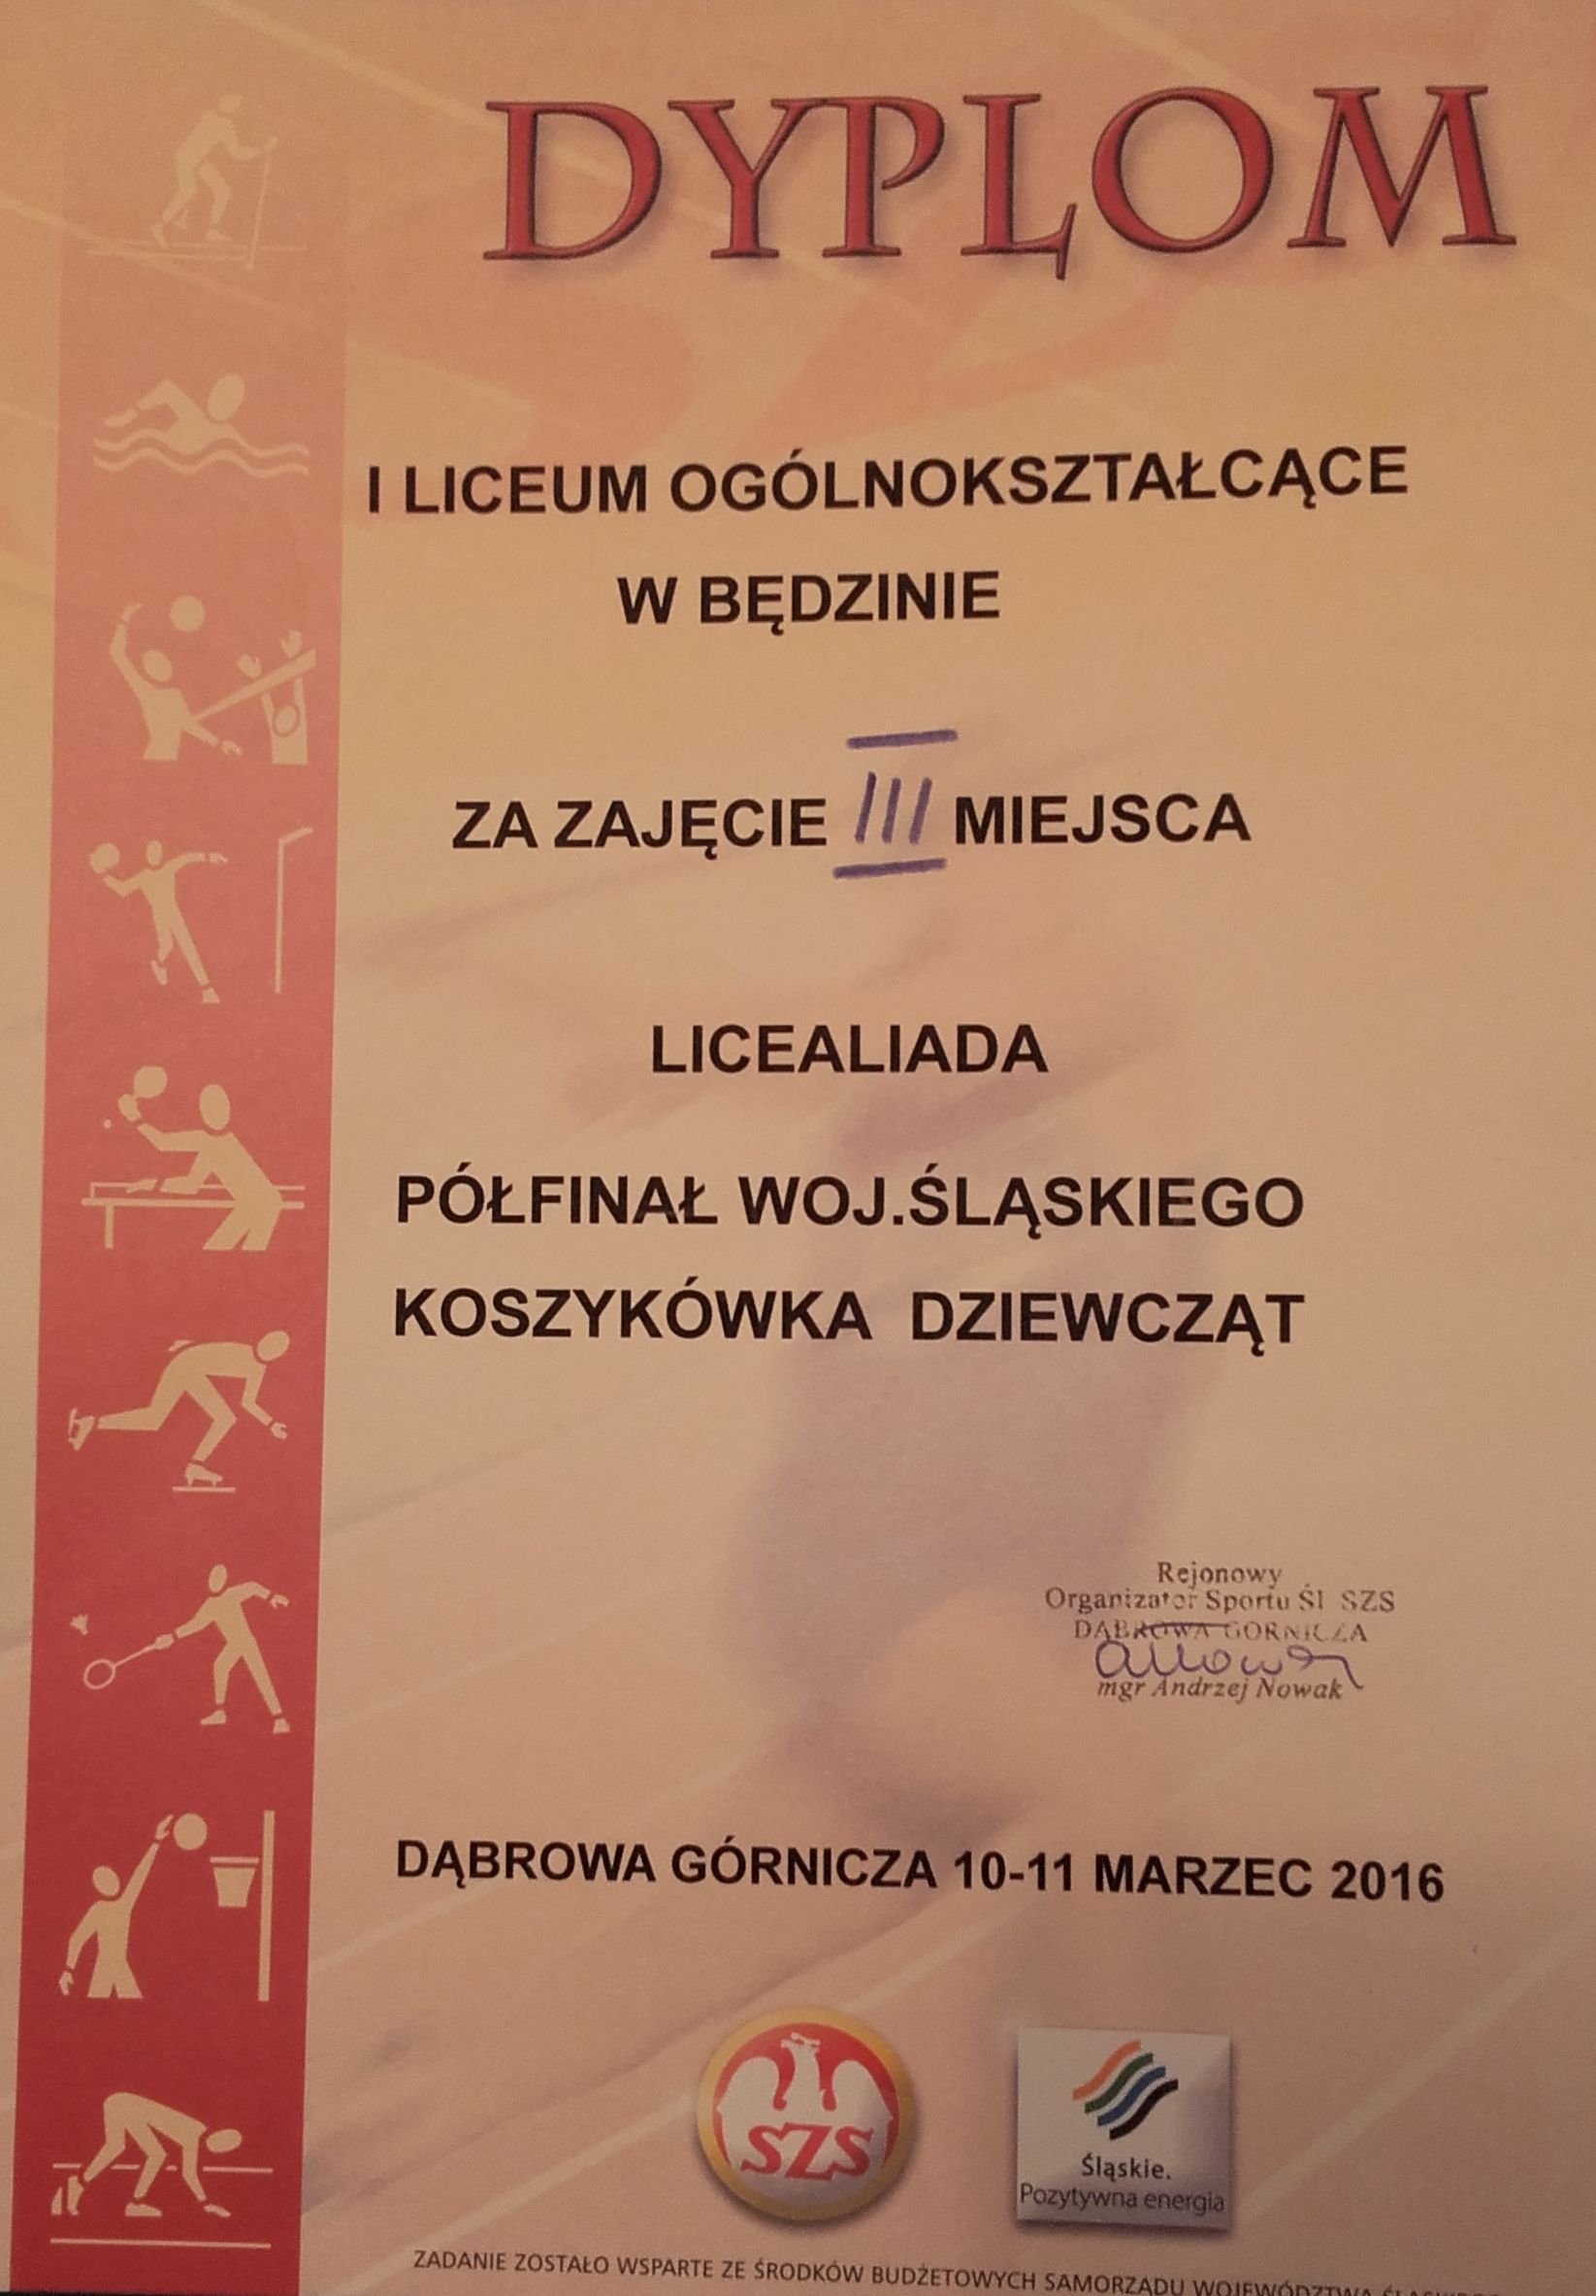 DYPLOM
I LICEUM OGÓLNOKSZTAŁCĄCE
W BĘDZINIE
ZA ZAJĘCIE III MIEJSCA
LICEALIADA
PÓŁFINAŁ WOJ.ŚLĄSKIEGO
KOSZYKÓWKA DZIEWCZĄT
Rejonowy
Organizator Sportu Śl SZS
DĄBROWA GÓRNICZA
mgr Andrzej Nowak
DĄBROWA GÓRNICZA 10-11 MARZEC 2016
SZS
Śląskie.
Pozytywna energia
ZADANIE ZOSTAŁO WSPARTE ZE ŚRODKÓW BUDŻETOWYCH SAMORZĄDU WOJEWÓDZTWA